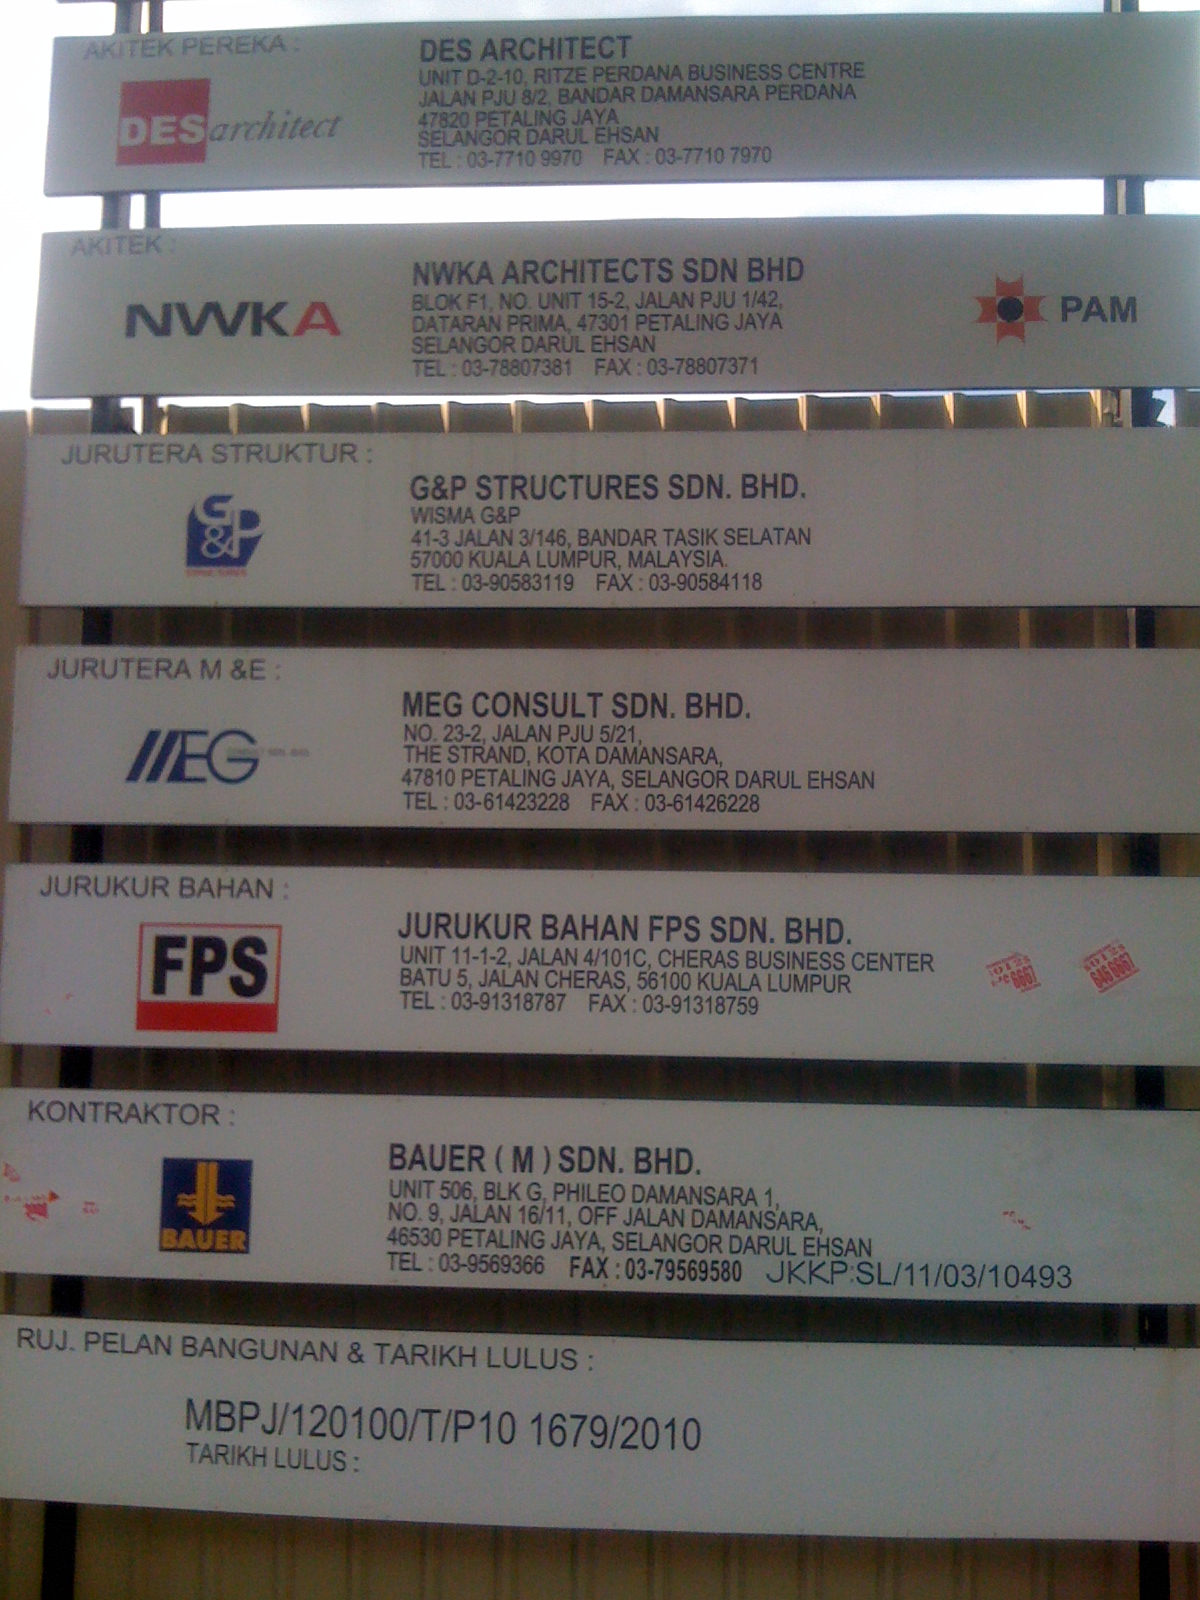 AKITEK PEREKA :
DES architect
DES ARCHITECT
UNIT D-2-10, RITZE PERDANA BUSINESS CENTRE
JALAN PJU 8/2, BANDAR DAMANSARA PERDANA
47820 PETALING JAYA
SELANGOR DARUL EHSAN
TEL : 03-7710 9970 FAX : 03-7710 7970
AKITEK :
NWKA
NWKA ARCHITECTS SDN BHD
BLOK F1, NO. UNIT 15-2, JALAN PJU 1/42,
DATARAN PRIMA, 47301 PETALING JAYA
SELANGOR DARUL EHSAN
TEL : 03-78807381 FAX : 03-78807371
PAM
JURUTERA STRUKTUR :
G&P
STRUCTURES
G&P STRUCTURES SDN. BHD.
WISMA G&P
41-3 JALAN 3/146, BANDAR TASIK SELATAN
57000 KUALA LUMPUR, MALAYSIA.
TEL : 03-90583119 FAX : 03-90584118
JURUTERA M &E :
MEG CONSULT SDN. BHD.
MEG CONSULT SDN. BHD.
NO. 23-2, JALAN PJU 5/21,
THE STRAND, KOTA DAMANSARA,
47810 PETALING JAYA, SELANGOR DARUL EHSAN
TEL : 03-61423228 FAX : 03-61426228
JURUKUR BAHAN :
FPS
JURUKUR BAHAN FPS SDN. BHD.
UNIT 11-1-2, JALAN 4/101C, CHERAS BUSINESS CENTER
BATU 5, JALAN CHERAS, 56100 KUALA LUMPUR
TEL : 03-91318787 FAX : 03-91318759
KONTRAKTOR :
BAUER
BAUER ( M ) SDN. BHD.
UNIT 506, BLK G, PHILEO DAMANSARA 1,
NO. 9, JALAN 16/11, OFF JALAN DAMANSARA,
46530 PETALING JAYA, SELANGOR DARUL EHSAN
TEL : 03-9569366 FAX : 03-79569580 JKKP:SL/11/03/10493
RUJ. PELAN BANGUNAN & TARIKH LULUS :
MBPJ/120100/T/P10 1679/2010
TARIKH LULUS :